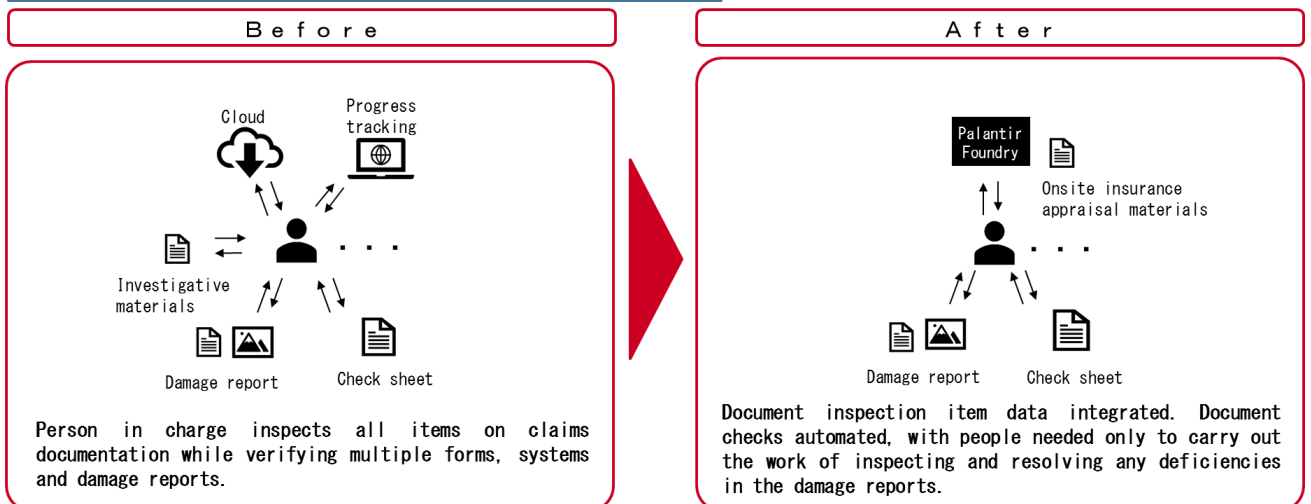 Before
After
Cloud
Progress
tracking
Investigative
materials
Damage report
Check sheet
Person in charge inspects all items on claims
documentation while verifying multiple forms, systems
and damage reports.
Palantir
Foundry
Onsite insurance
appraisal materials
Damage report
Check sheet
Document inspection item data integrated. Document
checks automated, with people needed only to carry out
the work of inspecting and resolving any deficiencies
in the damage reports.